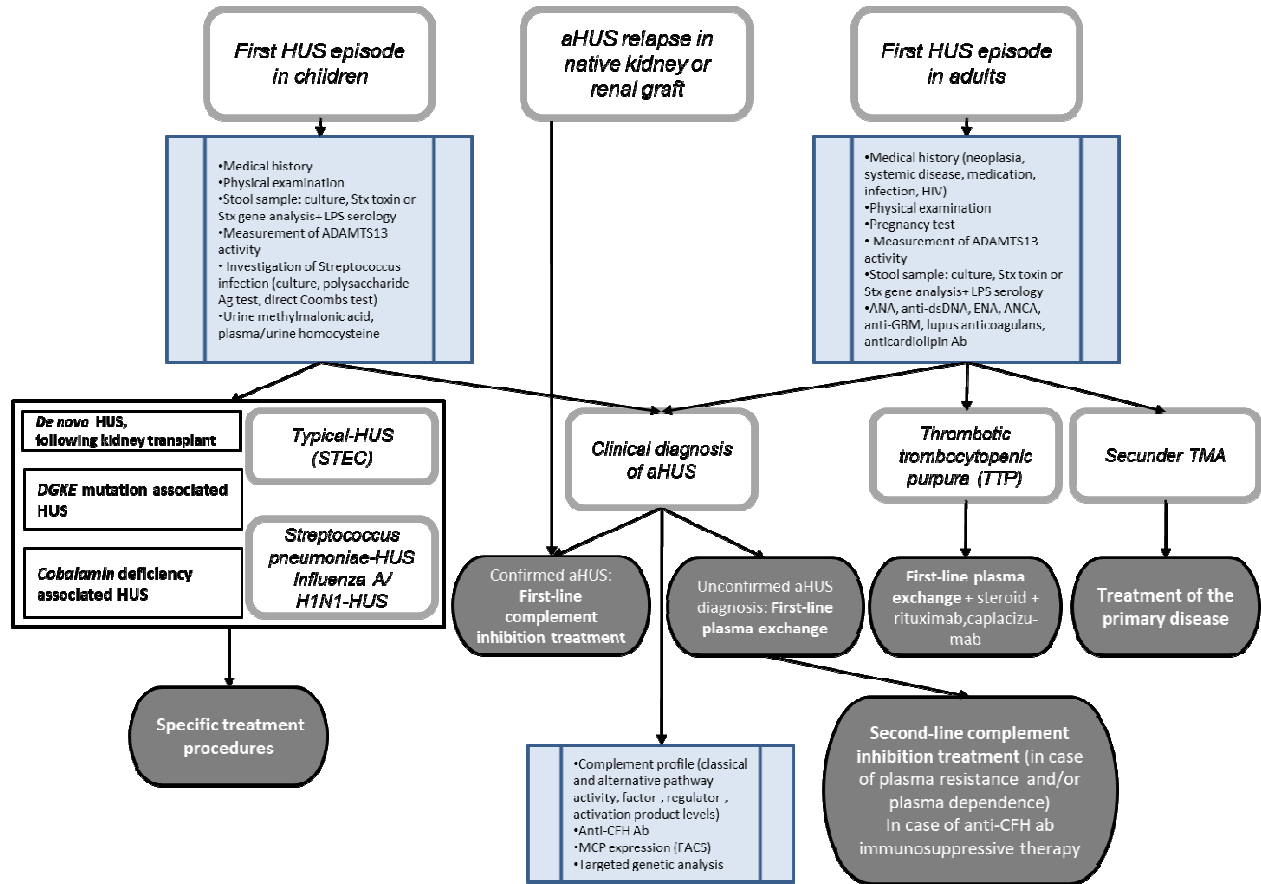 First HUS episode
in children
aHUS relapse in
native kidney or
renal graft
First HUS episode
in adults
•Medical history
•Physical examination
•Stool sample: culture, Stx toxin or
Stx gene analysis+ LPS serology
•Measurement of ADAMTS13
activity
• Investigation of Streptococcus
infection (culture, polysaccharide
Ag test, direct Coombs test)
•Urine methylmalonic acid,
plasma/urine homocysteine
•Medical history (neoplasia,
systemic disease, medication,
infection, HIV)
•Physical examination
•Pregnancy test
• Measurement of ADAMTS13
activity
•Stool sample: culture, Stx toxin or
Stx gene analysis+ LPS serology
•ANA, anti-dsDNA, ENA, ANCA,
anti-GBM, lupus anticoagulans,
anticardiolipin Ab
De novo HUS,
following kidney transplant
DGKE mutation associated
HUS
Cobalamin deficiency
associated HUS
Typical-HUS
(STEC)
Streptococcus
pneumoniae-HUS
Influenza A/
H1N1-HUS
Clinical diagnosis
of aHUS
Thrombotic
trombocytopenic
purpura (TTP)
Secunder TMA
Confirmed aHUS:
First-line
complement
inhibition treatment
Unconfirmed aHUS
diagnosis: First-line
plasma exchange
First-line plasma
exchange + steroid +
rituximab,caplacizu-
mab
Treatment of the
primary disease
Specific treatment
procedures
•Complement profile (classical
and alternative pathway
activity, factor , regulator ,
activation product levels)
•Anti-CFH Ab
•MCP expression (FACS)
•Targeted genetic analysis
Second-line complement
inhibition treatment (in case
of plasma resistance and/or
plasma dependence)
In case of anti-CFH ab
immunosuppressive therapy